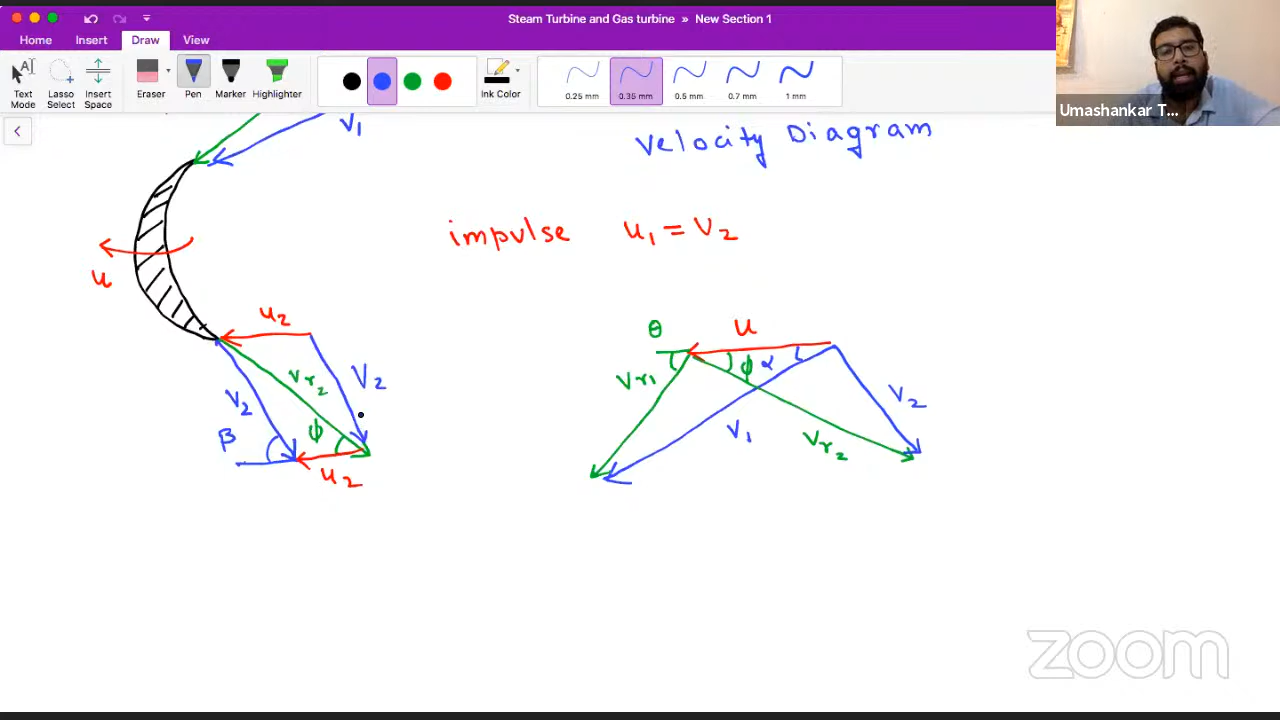 Steam Turbine and Gas turbine » New Section 1
Home Insert Draw View
Text Mode
Lasso Select
Insert Space
Eraser
Pen
Marker
Highlighter
Ink Color
0.25 mm
0.35 mm
0.5 mm
0.7 mm
1 mm
Umashankar T...
V1
Velocity Diagram
impulse u1 = V2
u
u2
Vr2
V2
V2
β
φ
u2
θ
u
Vr1
φ
α
V1
Vr2
V2
zoom